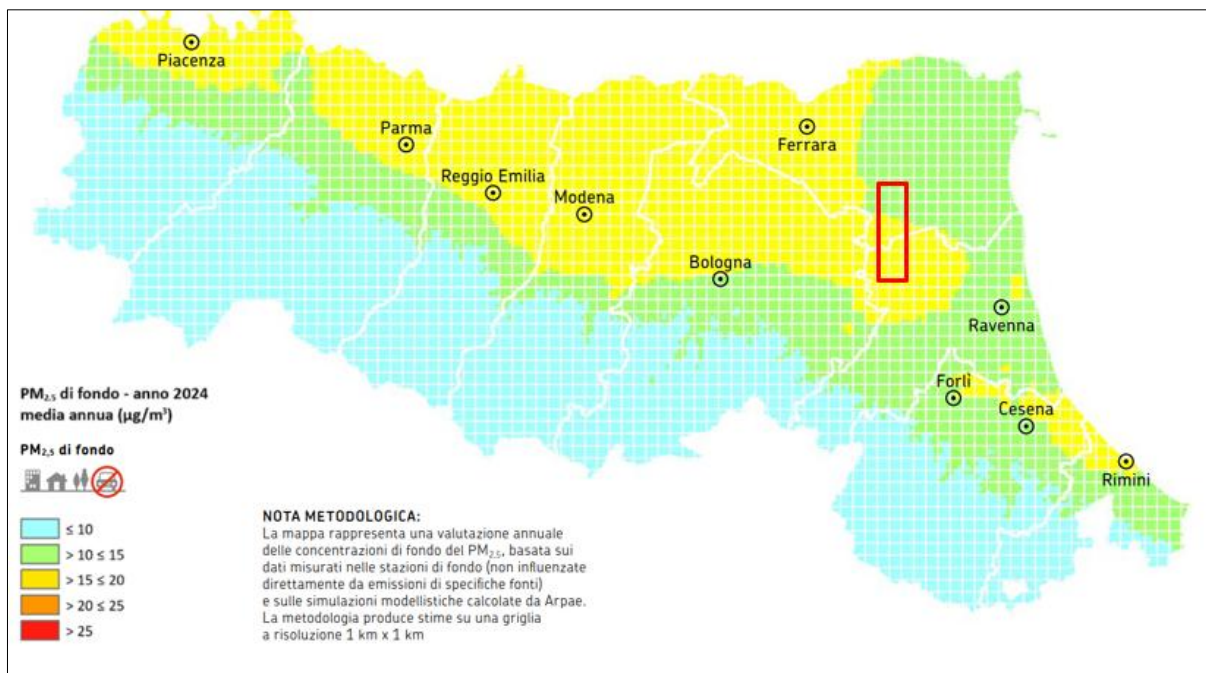 Piacenza
Parma
Ferrara
Reggio Emilia
Modena
Bologna
Ravenna
Forlì
Cesena
Rimini
PM₂,₅ di fondo - anno 2024
media annua (µg/m³)
PM₂,₅ di fondo
≤ 10
> 10 ≤ 15
> 15 ≤ 20
> 20 ≤ 25
> 25
NOTA METODOLOGICA:
La mappa rappresenta una valutazione annuale
delle concentrazioni di fondo del PM₂,₅, basata sui
dati misurati nelle stazioni di fondo (non influenzate
direttamente da emissioni di specifiche fonti)
e sulle simulazioni modellistiche calcolate da Arpae.
La metodologia produce stime su una griglia
a risoluzione 1 km x 1 km